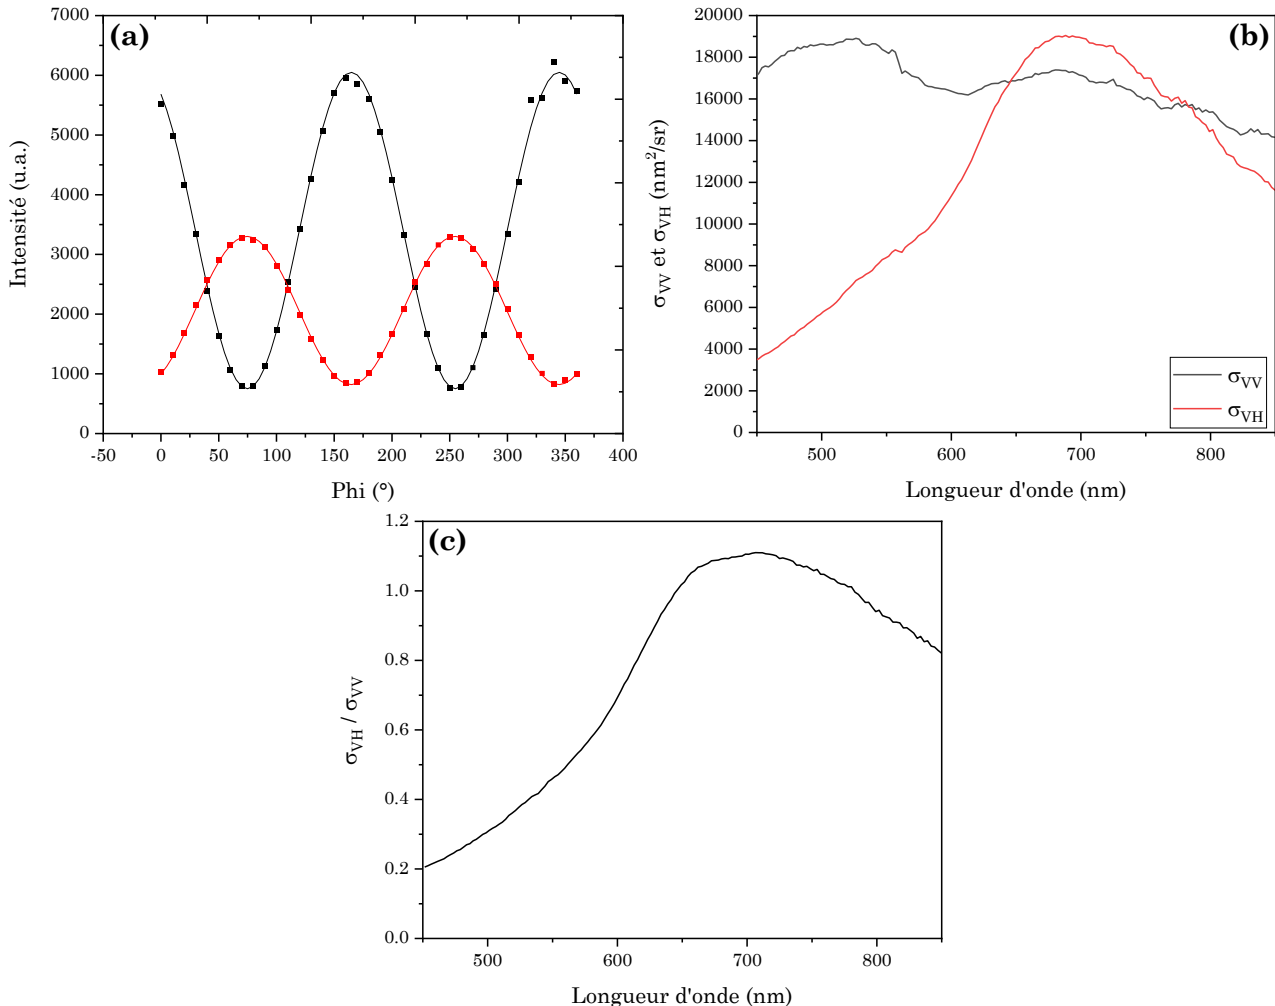 (a)
7000
6000
5000
4000
3000
2000
1000
0
-50 0 50 100 150 200 250 300 350 400
Intensité (u.a.)
Phi (°)
(b)
20000
18000
16000
14000
12000
10000
8000
6000
4000
2000
0
500 600 700 800
σVV et σVH (nm²/sr)
Longueur d'onde (nm)
σVV
σVH
(c)
1.2
1.0
0.8
0.6
0.4
0.2
0.0
500 600 700 800
σVH / σVV
Longueur d'onde (nm)